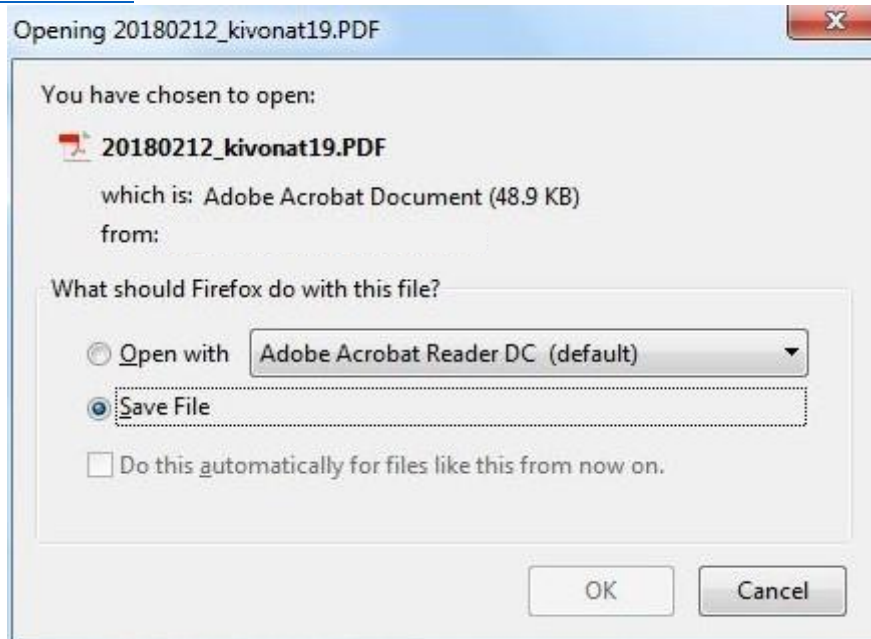 Opening 20180212_kivonat19.PDF
You have chosen to open:
20180212_kivonat19.PDF
which is: Adobe Acrobat Document (48.9 KB)
from:
What should Firefox do with this file?
Open with Adobe Acrobat Reader DC (default)
Save File
Do this automatically for files like this from now on.
OK Cancel